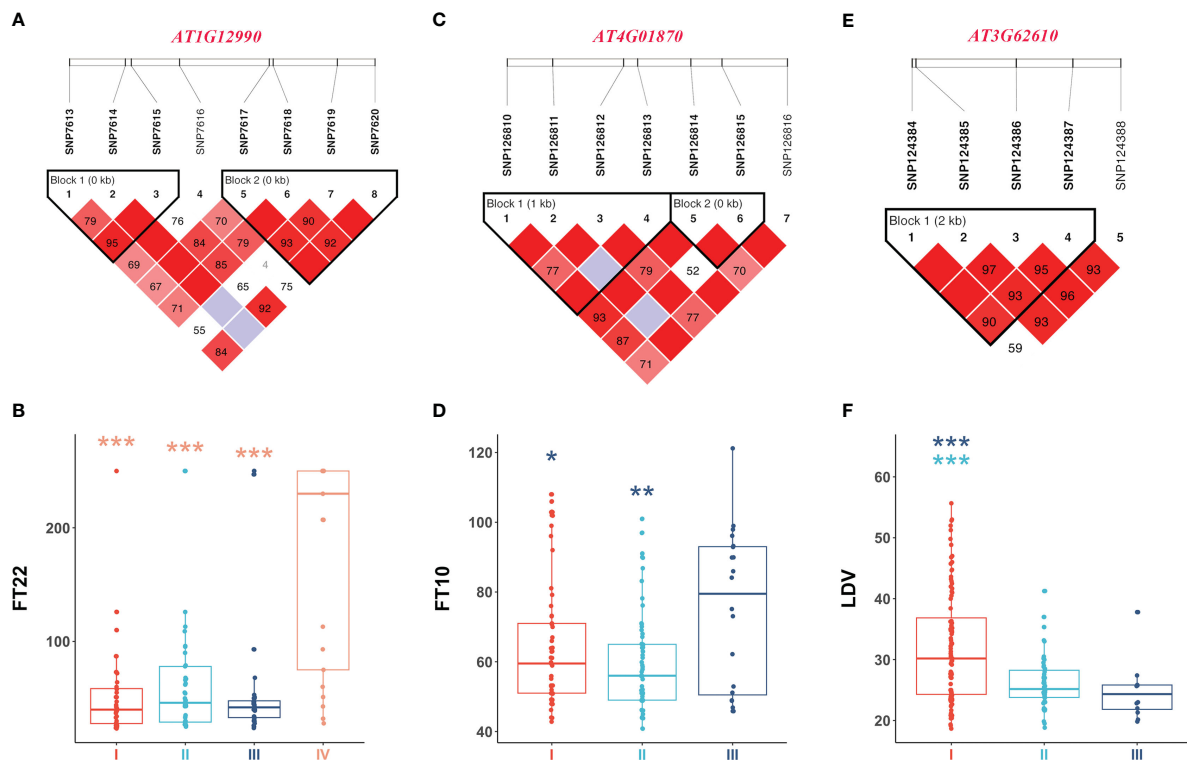 A
AT1G12990
SNP7613 SNP7614 SNP7615 SNP7616 SNP7617 SNP7618 SNP7619 SNP7620
Block 1 (0 kb) Block 2 (0 kb)
1 2 3 4 5 6 7 8
79 76 70 90
95 84 79 93 92
69 85 4
67 65 75
71 92
55
84
C
AT4G01870
SNP126810 SNP126811 SNP126812 SNP126813 SNP126814 SNP126815 SNP126816
Block 1 (1 kb) Block 2 (0 kb)
1 2 3 4 5 6 7
77 79 52 70
93 77
87
71
E
AT3G62610
SNP124384 SNP124385 SNP124386 SNP124387 SNP124388
Block 1 (2 kb)
1 2 3 4 5
97 95 93
93 96
90 93
59
B
*** *** ***
FT22
200
100
I II III IV
D
* **
FT10
120
100
80
60
40
I II III
F
***
***
LDV
60
50
40
30
20
I II III